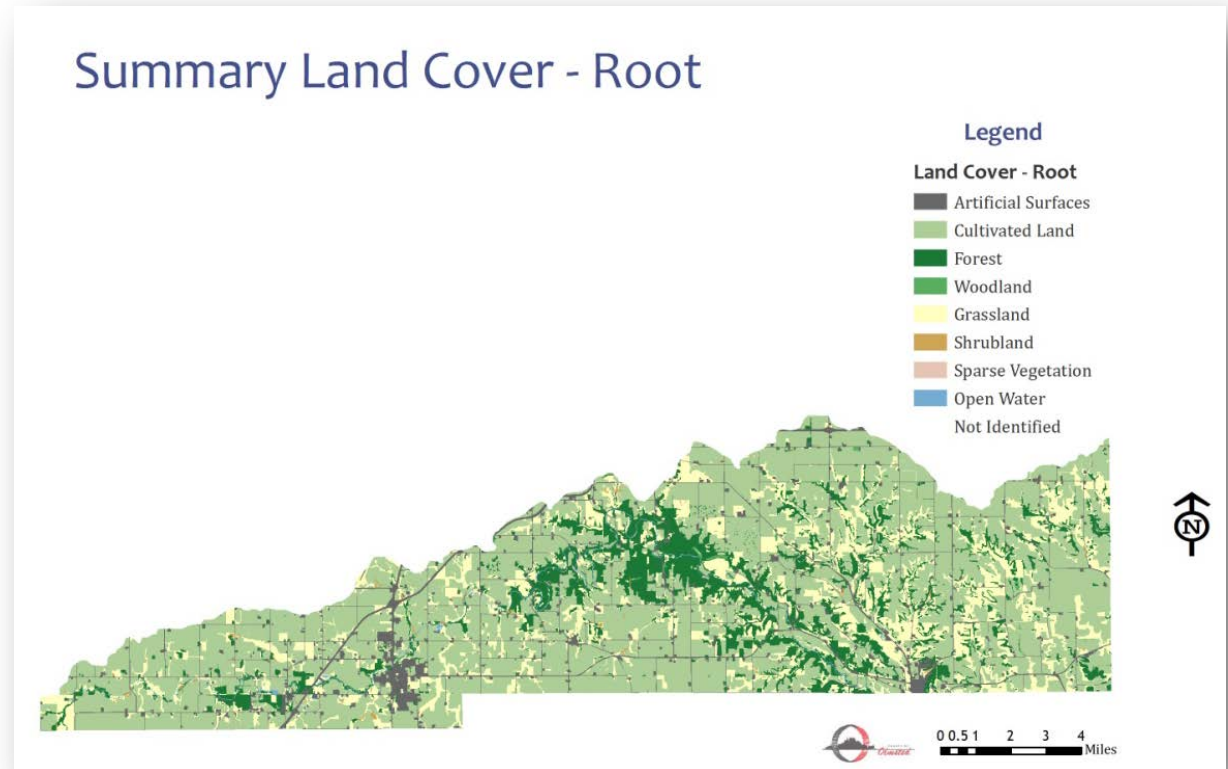 Summary Land Cover - Root
Legend
Land Cover - Root
Artificial Surfaces
Cultivated Land
Forest
Woodland
Grassland
Shrubland
Sparse Vegetation
Open Water
Not Identified
N
Olmsted
0 0.5 1 2 3 4
Miles